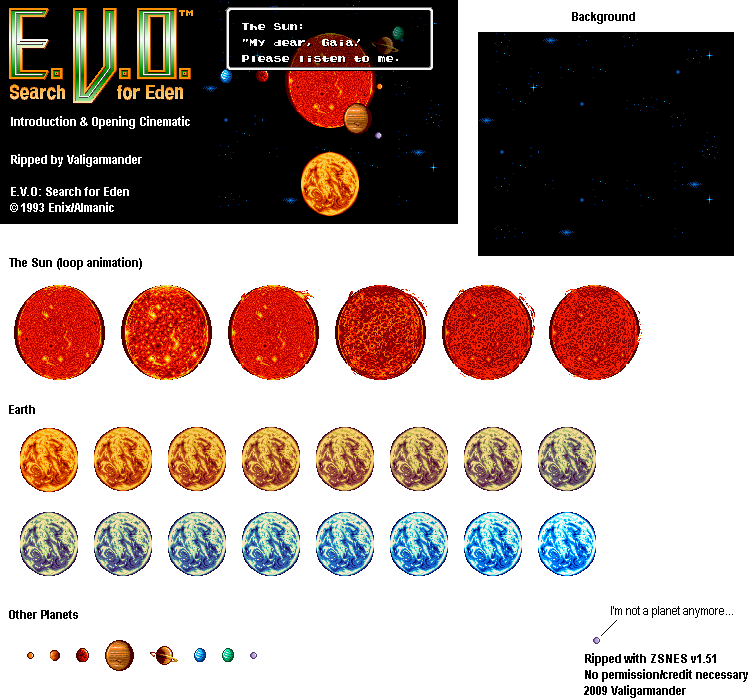 E.V.O.™
Search for Eden
Introduction & Opening Cinematic
Ripped by Valigamander
E.V.O: Search for Eden
© 1993 Enix/Almanic
The Sun:
"My dear, Gaia!
Please listen to me.
Background
The Sun (loop animation)
Earth
Other Planets
I'm not a planet anymore...
Ripped with ZSNES v1.51
No permission/credit necessary
2009 Valigamander